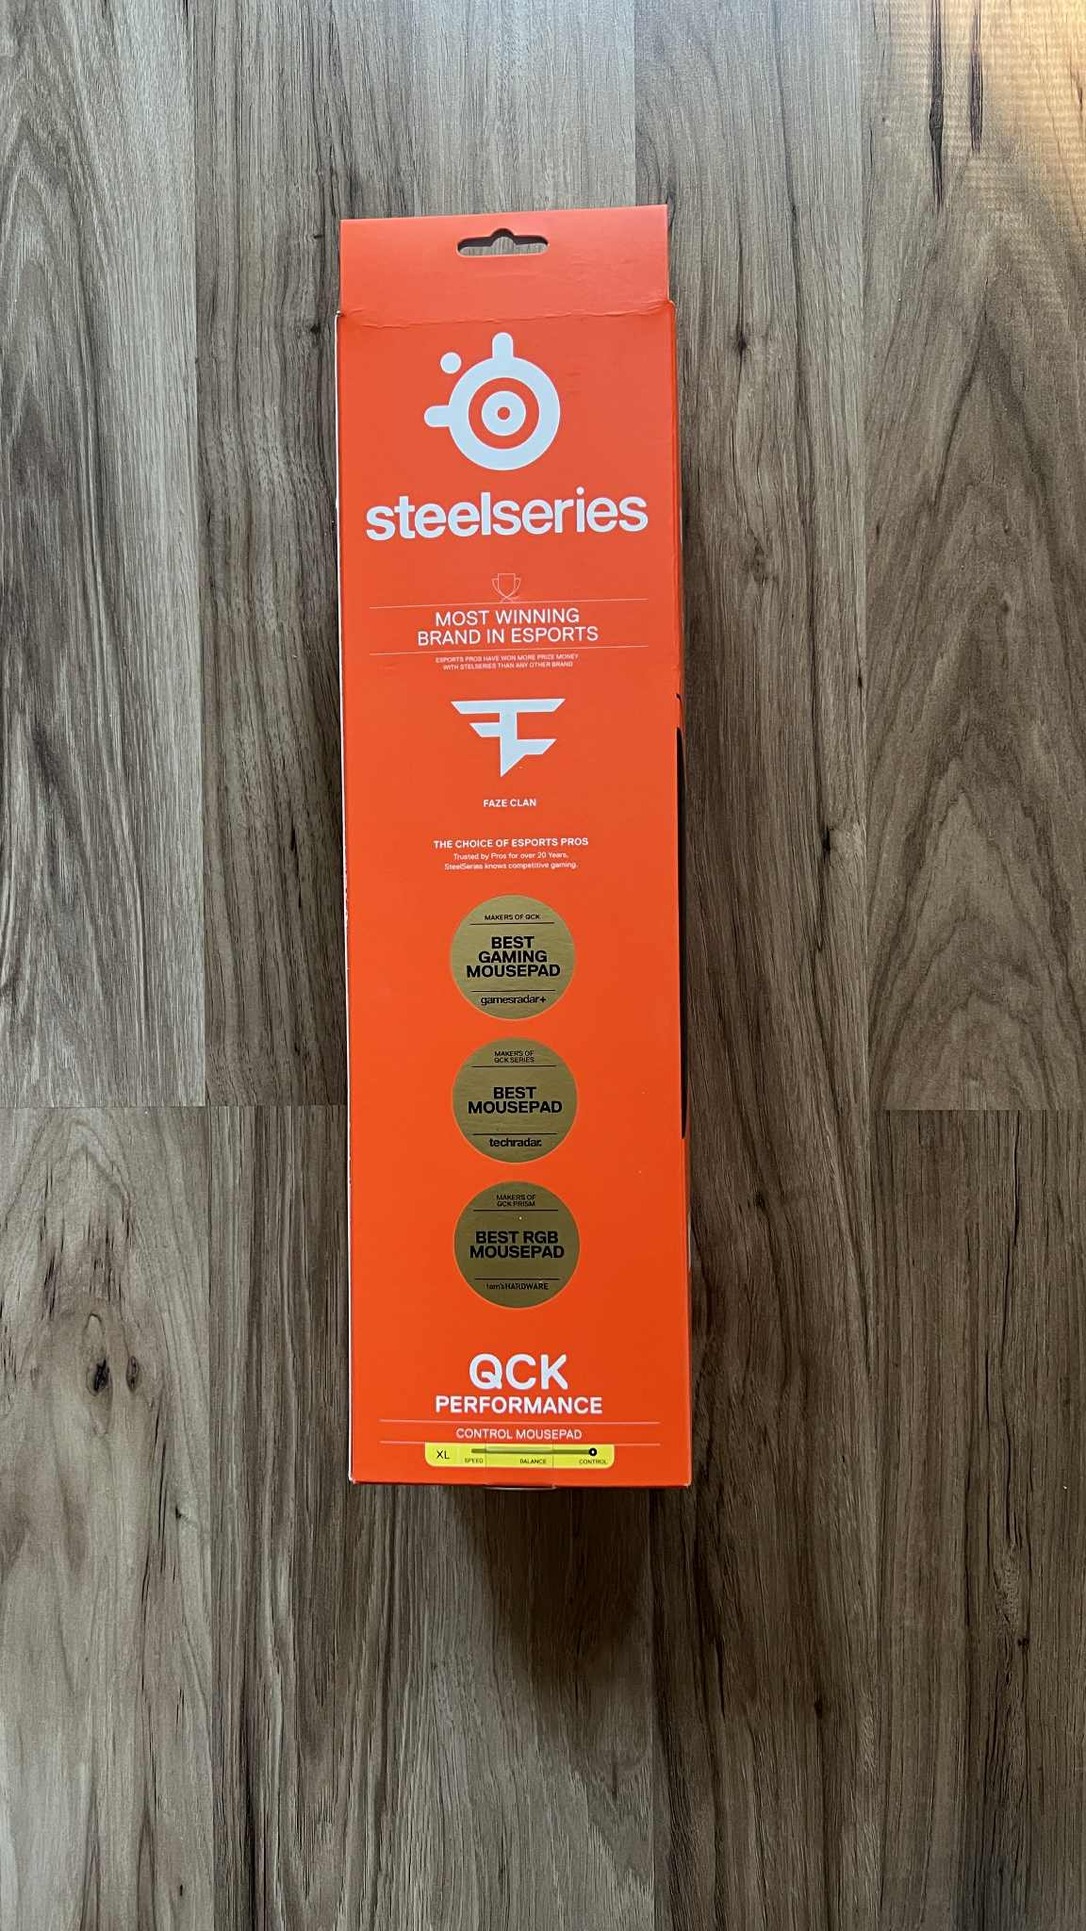 steelseries
MOST WINNING
BRAND IN ESPORTS
ESPORTS PROS HAVE WON MORE PRIZE MONEY
WITH STEELSERIES THAN ANY OTHER BRAND
FAZE CLAN
THE CHOICE OF ESPORTS PROS
Trusted by Pros for over 20 Years,
SteelSeries knows competitive gaming.
MAKERS OF QCK
BEST
GAMING
MOUSEPAD
gamesradar+
MAKERS OF
QCK SERIES
BEST
MOUSEPAD
techradar.
MAKERS OF
QCK PRISM
BEST RGB
MOUSEPAD
tom's HARDWARE
QCK
PERFORMANCE
CONTROL MOUSEPAD
XL
SPEED BALANCE CONTROL